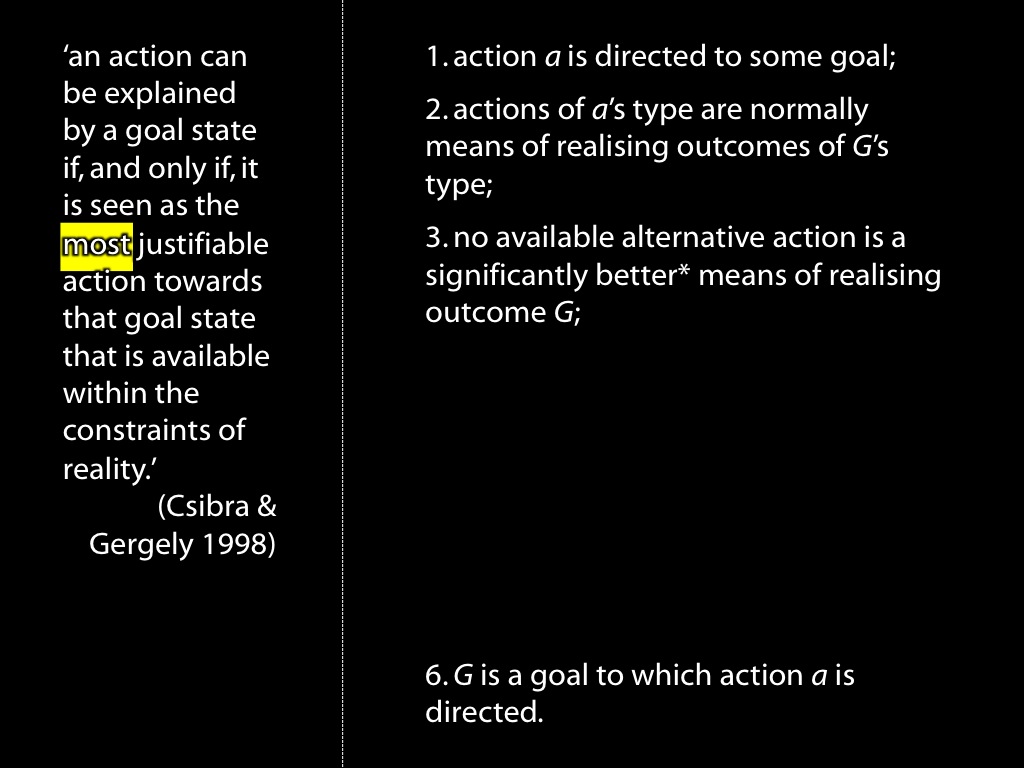 ‘an action can
be explained
by a goal state
if, and only if, it
is seen as the
most justifiable
action towards
that goal state
that is available
within the
constraints of
reality.’
(Csibra &
Gergely 1998)
1. action a is directed to some goal;
2. actions of a’s type are normally
means of realising outcomes of G’s
type;
3. no available alternative action is a
significantly better* means of realising
outcome G;
6. G is a goal to which action a is
directed.